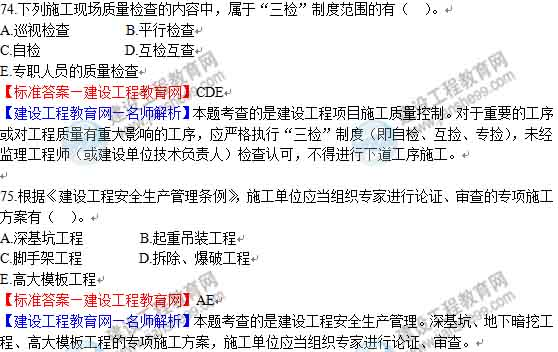 74.下列施工现场质量检查的内容中，属于“三检”制度范围的有（　）。
A.巡视检查　　B.平行检查
C.自检　　D.互检互查
E.专职人员的质量检查
【标准答案－建设工程教育网】CDE
【建设工程教育网－名师解析】本题考查的是建设工程项目施工质量控制。对于重要的工序
或对工程质量有重大影响的工序，应严格执行“三检”制度（即自检、互捡、专捡），未经
监理工程师（或建设单位技术负责人）检查认可，不得进行下道工序施工。
75.根据《建设工程安全生产管理条例》，施工单位应当组织专家进行论证、审查的专项施工
方案有（　）。
A.深基坑工程　　B.起重吊装工程
C.脚手架工程　　D.拆除、爆破工程
E.高大模板工程
【标准答案－建设工程教育网】AE
【建设工程教育网－名师解析】本题考查的是建设工程安全生产管理。深基坑、地下暗挖工
程、高大模板工程的专项施工方案，施工单位应当组织专家进行论证、审查。